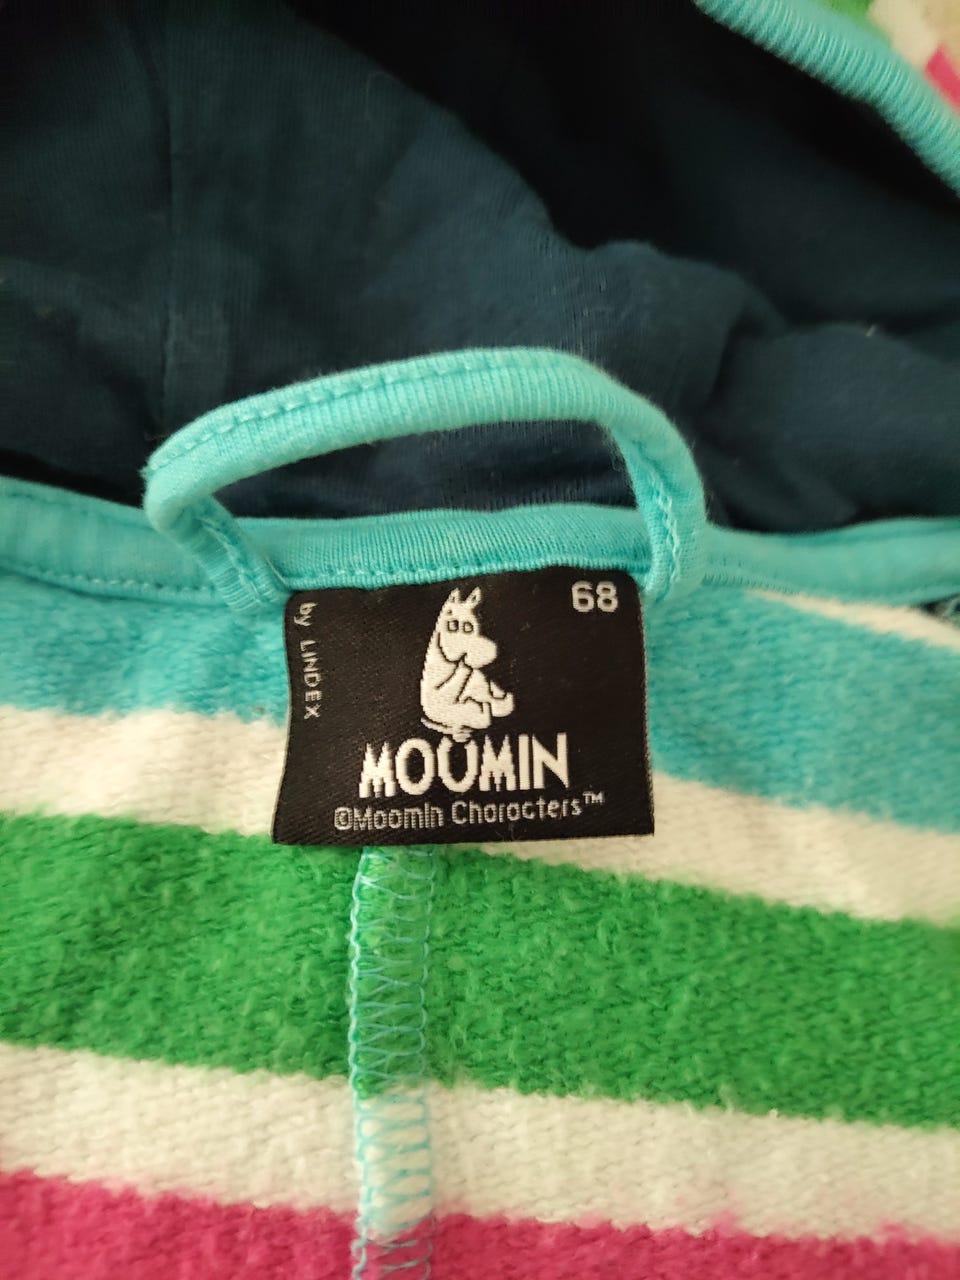 68
by LINDEX
MOOMIN
©Moomin Characters™